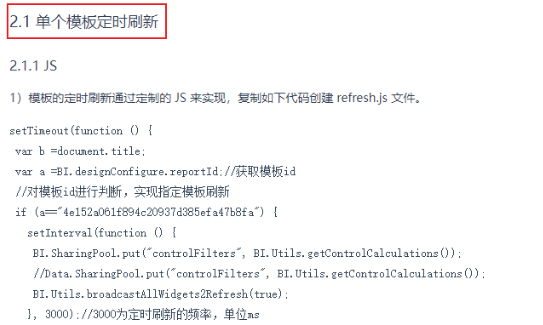 2.1 单个模板定时刷新
2.1.1 JS
1）模板的定时刷新通过定制的 JS 来实现，复制如下代码创建 refresh.js 文件。
setTimeout(function () {
var b =document.title;
var a =BI.designConfigure.reportId;//获取模板id
//对模板id进行判断，实现指定模板刷新
if (a=="4e152a061f894c20937d385efa47b8fa") {
setInterval(function () {
BI.SharingPool.put("controlFilters", BI.Utils.getControlCalculations());
//Data.SharingPool.put("controlFilters", BI.Utils.getControlCalculations());
BI.Utils.broadcastAllWidgets2Refresh(true);
}, 3000);//3000为定时刷新的频率，单位ms